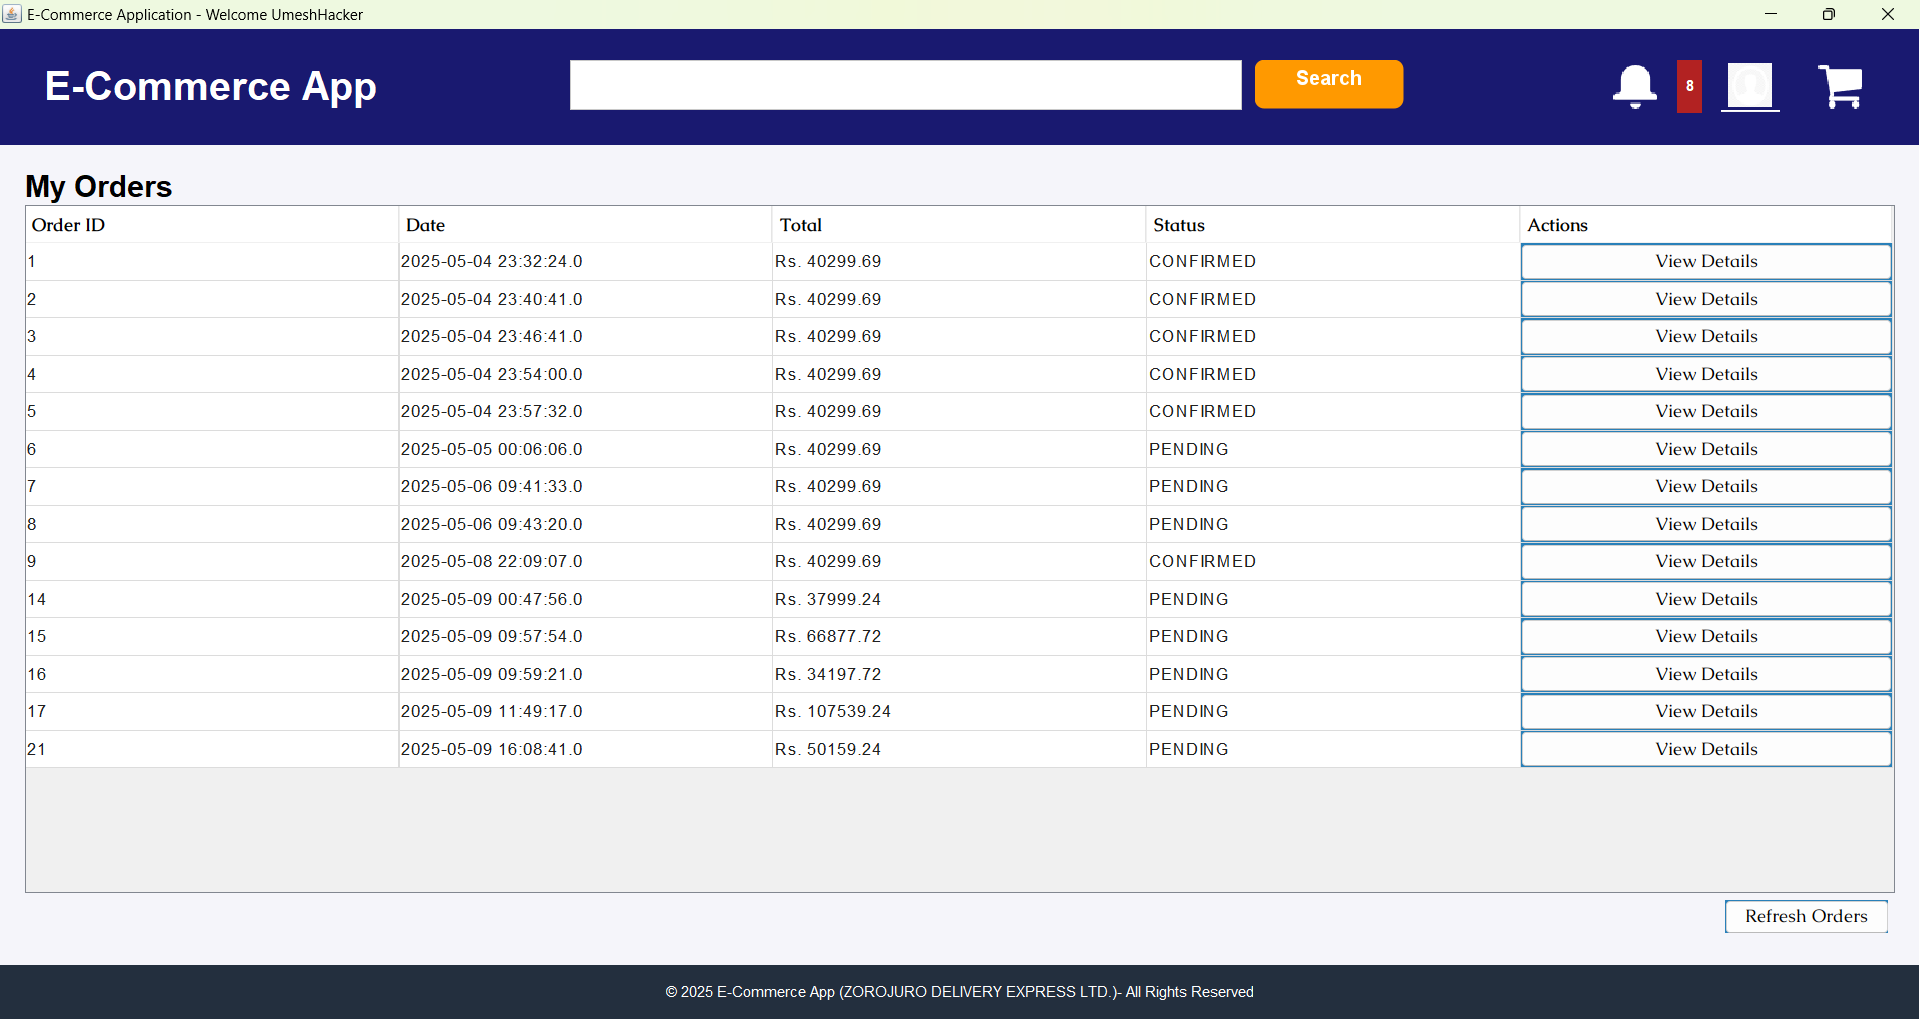 E-Commerce Application - Welcome UmeshHacker
E-Commerce App Search 8
My Orders
Order ID Date Total Status Actions
1 2025-05-04 23:32:24.0 Rs. 40299.69 CONFIRMED View Details
2 2025-05-04 23:40:41.0 Rs. 40299.69 CONFIRMED View Details
3 2025-05-04 23:46:41.0 Rs. 40299.69 CONFIRMED View Details
4 2025-05-04 23:54:00.0 Rs. 40299.69 CONFIRMED View Details
5 2025-05-04 23:57:32.0 Rs. 40299.69 CONFIRMED View Details
6 2025-05-05 00:06:06.0 Rs. 40299.69 PENDING View Details
7 2025-05-06 09:41:33.0 Rs. 40299.69 PENDING View Details
8 2025-05-06 09:43:20.0 Rs. 40299.69 PENDING View Details
9 2025-05-08 22:09:07.0 Rs. 40299.69 CONFIRMED View Details
14 2025-05-09 00:47:56.0 Rs. 37999.24 PENDING View Details
15 2025-05-09 09:57:54.0 Rs. 66877.72 PENDING View Details
16 2025-05-09 09:59:21.0 Rs. 34197.72 PENDING View Details
17 2025-05-09 11:49:17.0 Rs. 107539.24 PENDING View Details
21 2025-05-09 16:08:41.0 Rs. 50159.24 PENDING View Details
Refresh Orders
© 2025 E-Commerce App (ZOROJURO DELIVERY EXPRESS LTD.)- All Rights Reserved